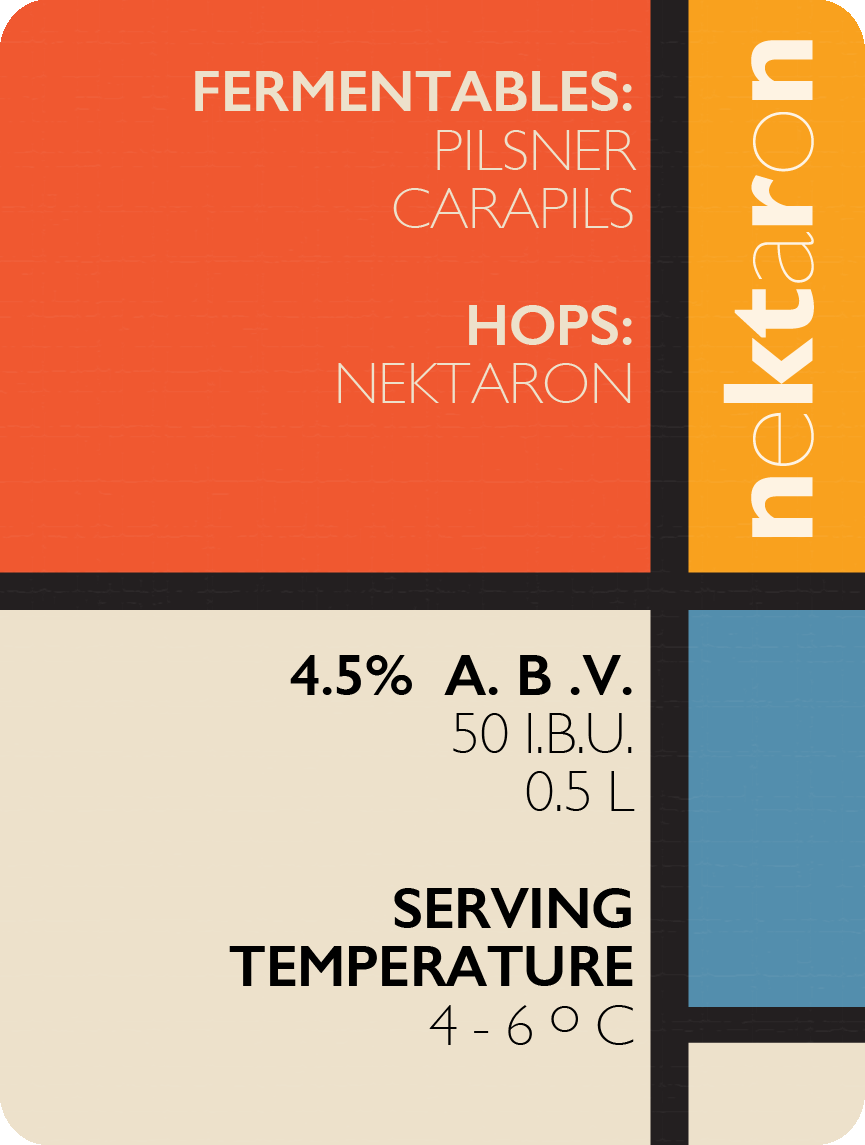 FERMENTABLES:
PILSNER
CARAPILS
HOPS:
NEKTARON
nektaron
4.5% A. B .V.
50 I.B.U.
0.5 L
SERVING
TEMPERATURE
4 - 6 º C